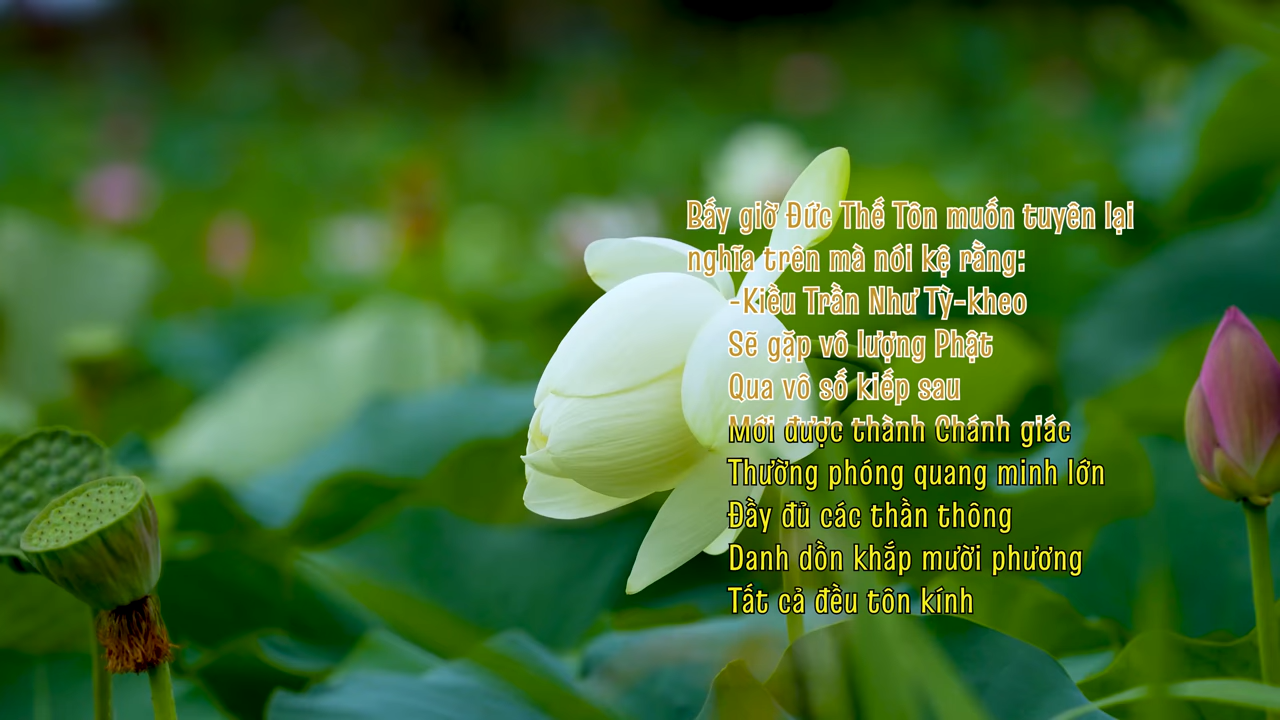 Bấy giờ Đức Thế Tôn muốn tuyên lại
nghĩa trên mà nói kệ rằng:
-Kiều Trần Như Tỳ-kheo
Sẽ gặp vô lượng Phật
Qua vô số kiếp sau
Mới được thành Chánh giác
Thường phóng quang minh lớn
Đầy đủ các thần thông
Danh dồn khắp mười phương
Tất cả đều tôn kính